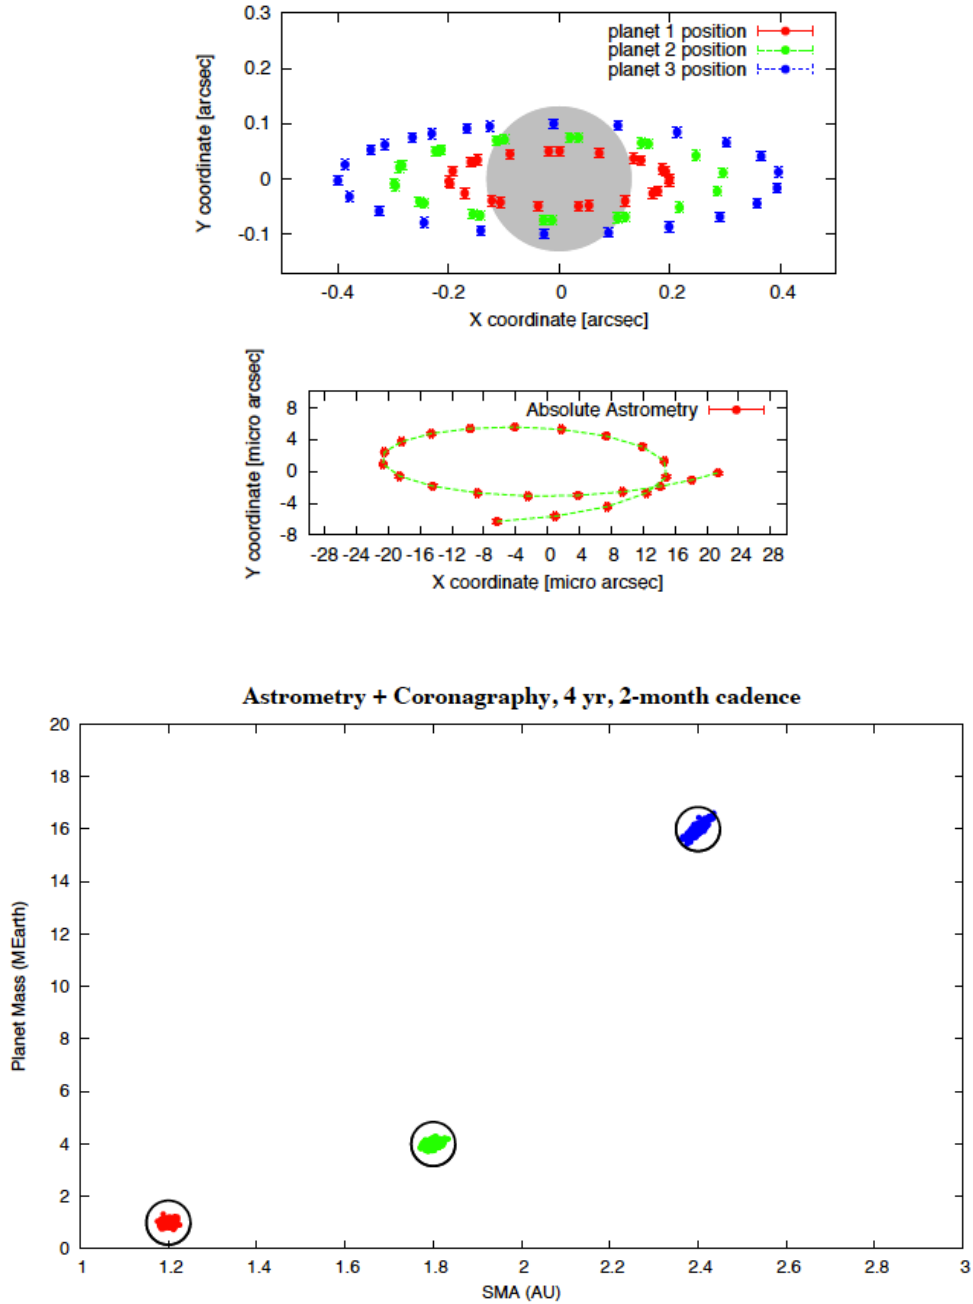 0.3
planet 1 position
planet 2 position
planet 3 position
0.2
0.1
0
-0.1
Y coordinate [arcsec]
-0.4 -0.2 0 0.2 0.4
X coordinate [arcsec]
Absolute Astrometry
8
4
0
-4
-8
Y coordinate [micro arcsec]
-28 -24 -20 -16 -12 -8 -4 0 4 8 12 16 20 24 28
X coordinate [micro arcsec]
Astrometry + Coronagraphy, 4 yr, 2-month cadence
20
18
16
14
12
10
8
6
4
2
0
Planet Mass (MEarth)
1 1.2 1.4 1.6 1.8 2 2.2 2.4 2.6 2.8 3
SMA (AU)